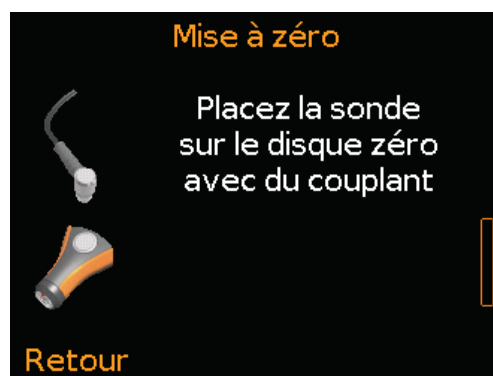 Mise à zéro
Placez la sonde
sur le disque zéro
avec du couplant
Retour